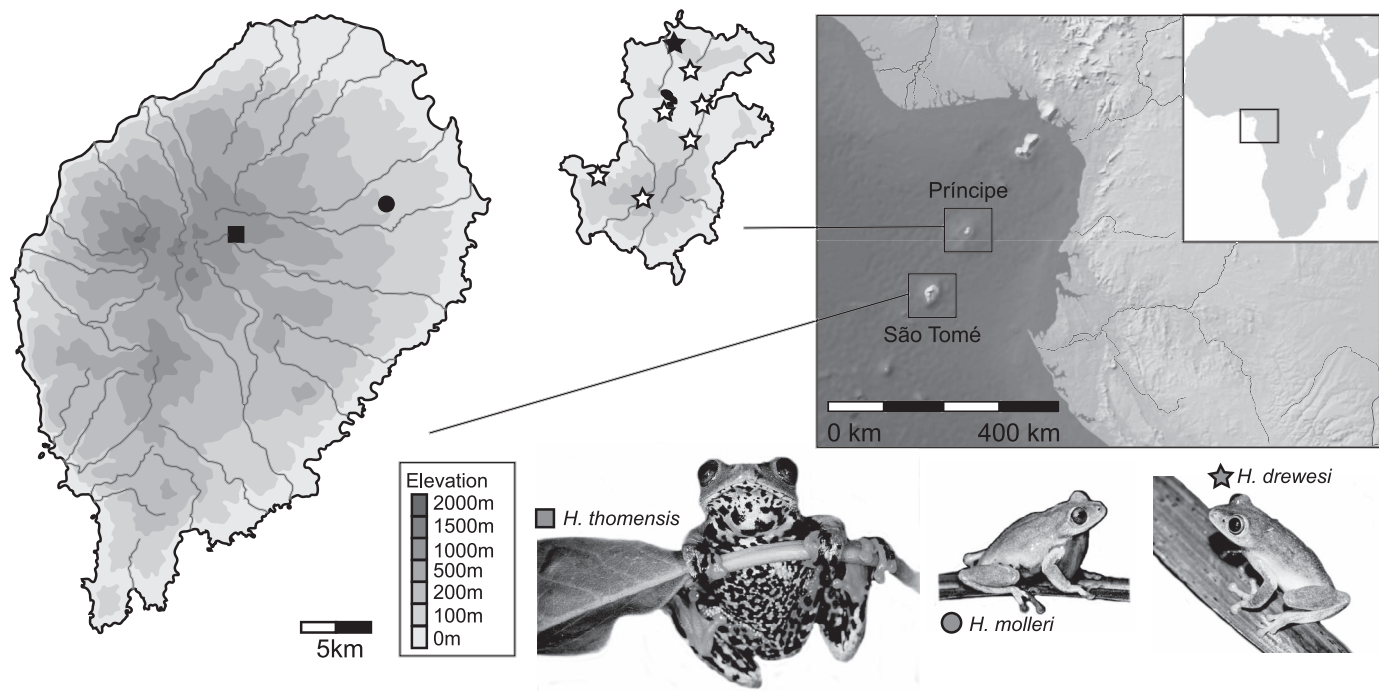 Príncipe
São Tomé
0 km 400 km
Elevation
2000m
1500m
1000m
500m
200m
100m
0m
5km
H. thomensis
H. molleri
H. drewesi